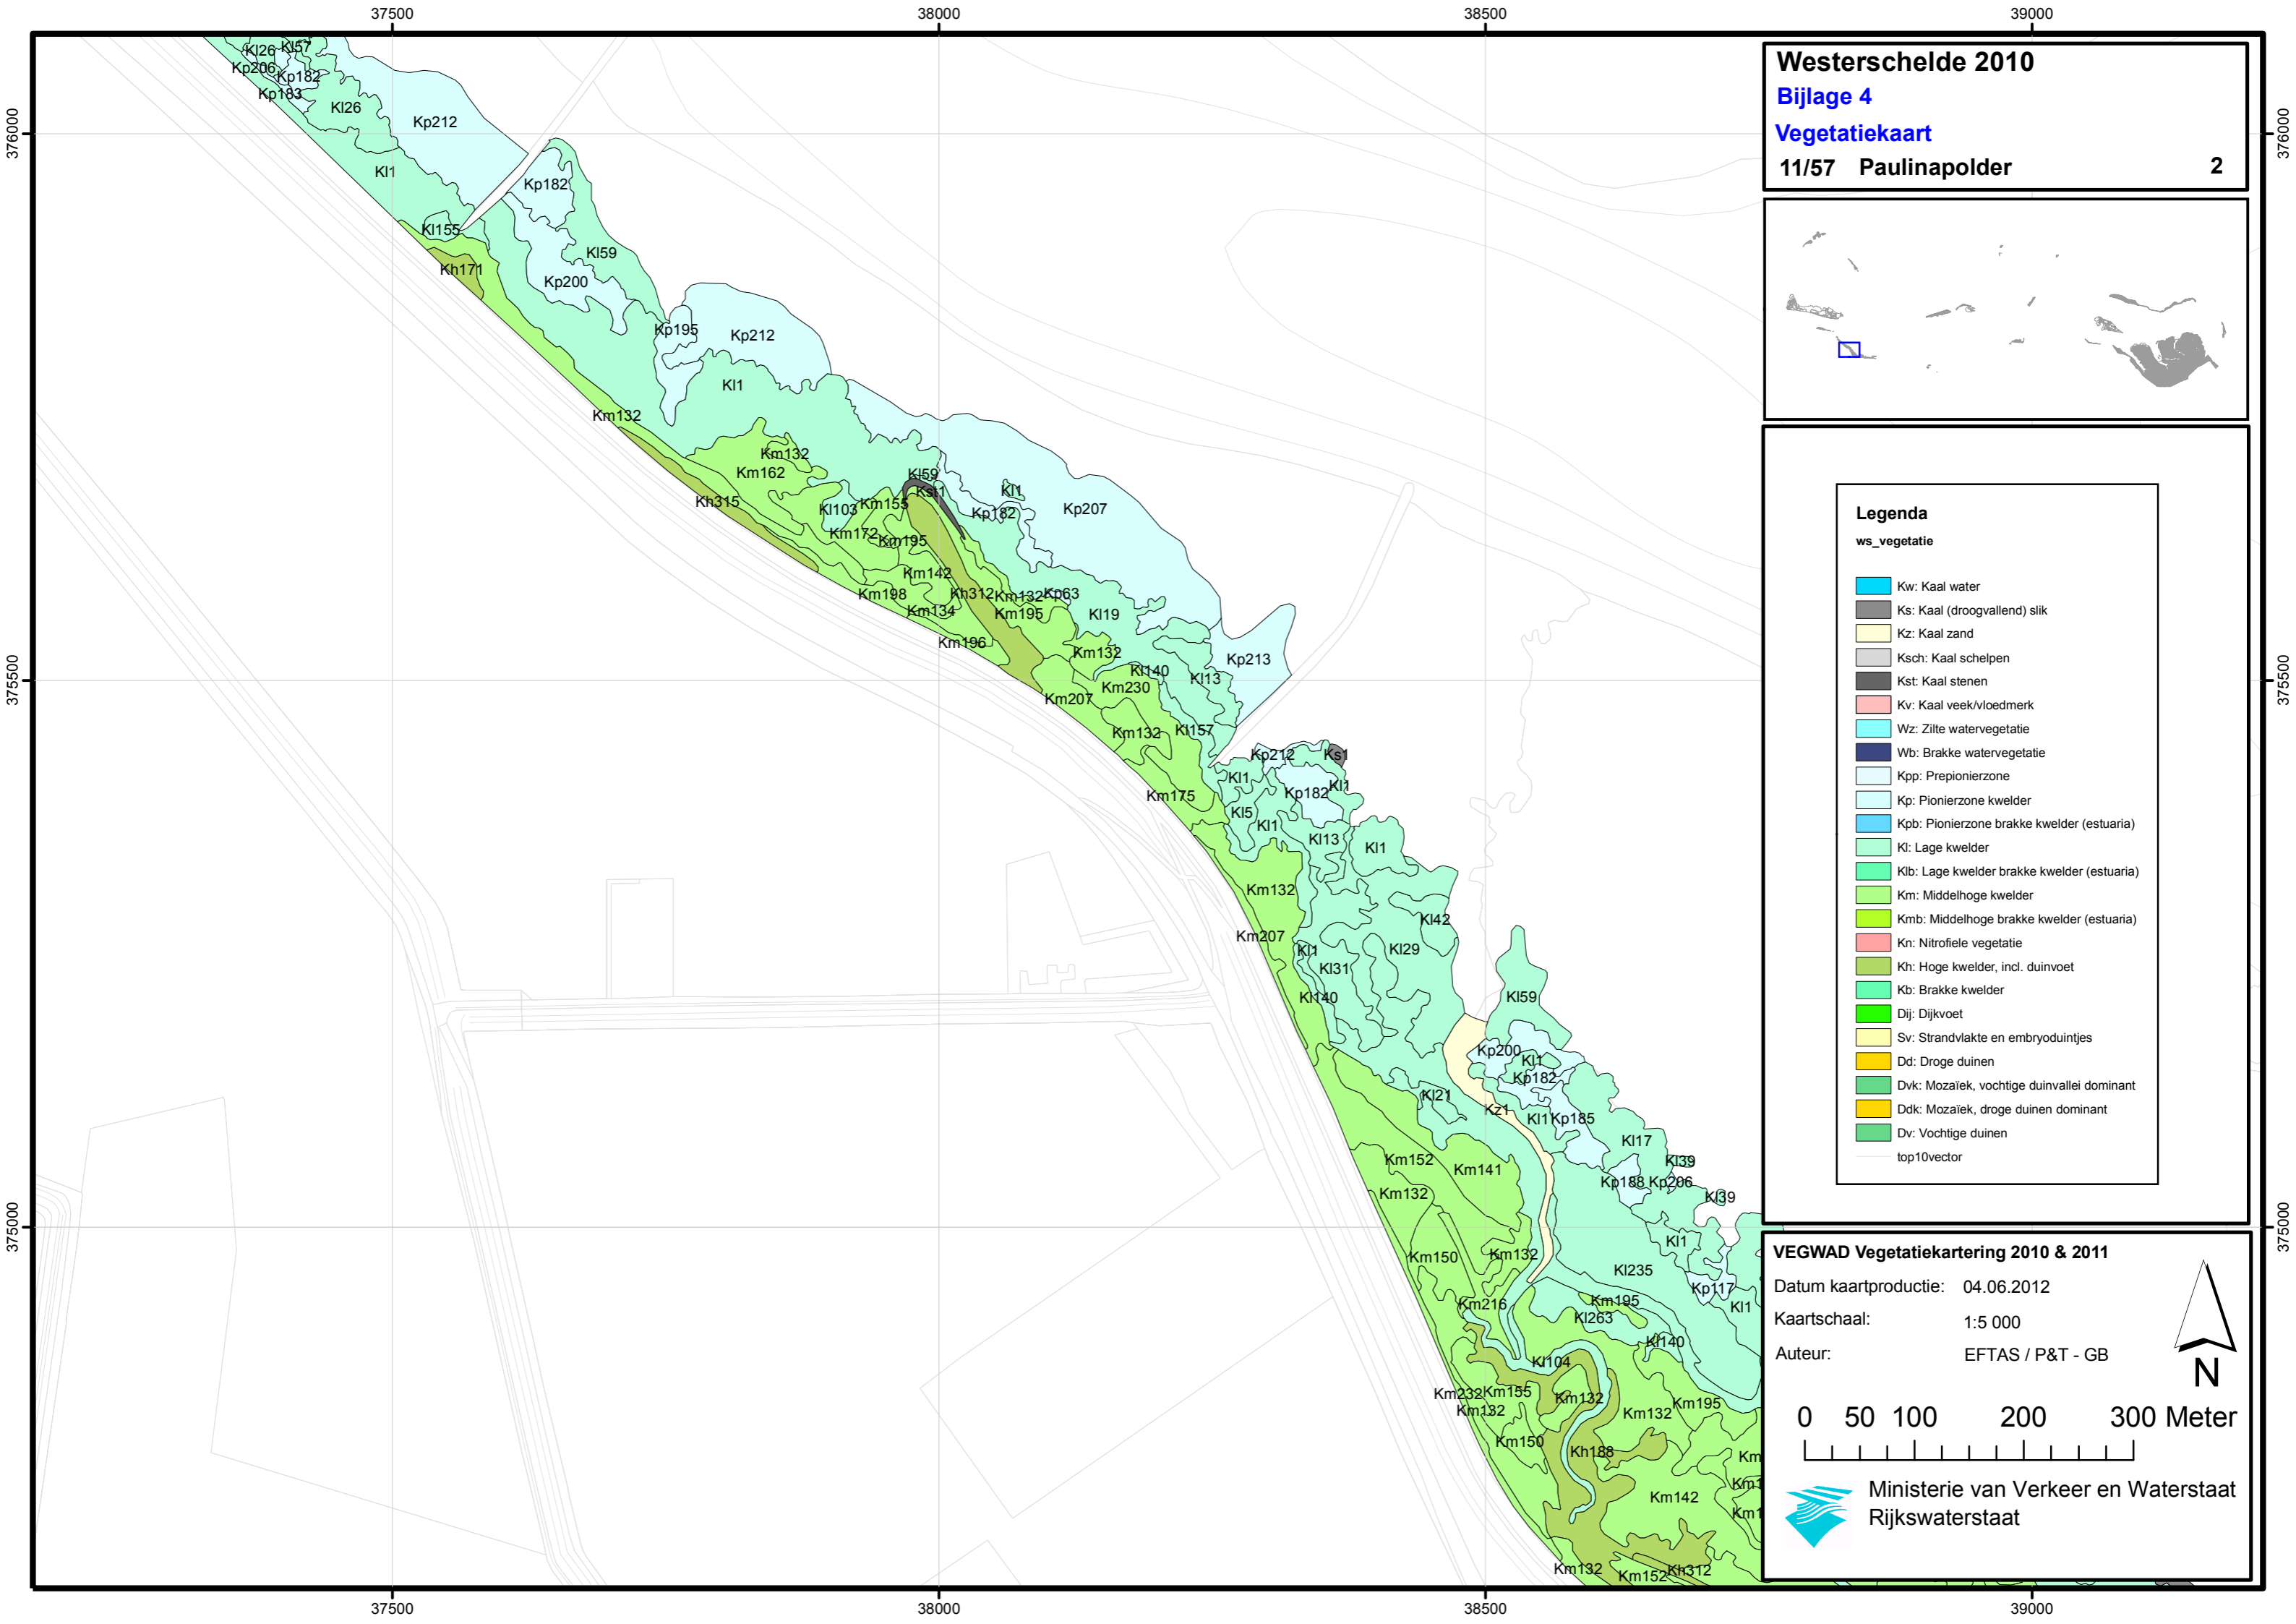 37500 38000 38500 39000
376000 376000
375500 375500
375000 375000
37500 38000 38500 39000
Westerschelde 2010
Bijlage 4
Vegetatiekaart
11/57 Paulinapolder 2
Legenda
ws_vegetatie
Kw: Kaal water
Ks: Kaal (droogvallend) slik
Kz: Kaal zand
Ksch: Kaal schelpen
Kst: Kaal stenen
Kv: Kaal veek/vloedmerk
Wz: Zilte watervegetatie
Wb: Brakke watervegetatie
Kpp: Prepionierzone
Kp: Pionierzone kwelder
Kpb: Pionierzone brakke kwelder (estuaria)
Kl: Lage kwelder
Klb: Lage kwelder brakke kwelder (estuaria)
Km: Middelhoge kwelder
Kmb: Middelhoge brakke kwelder (estuaria)
Kn: Nitrofiele vegetatie
Kh: Hoge kwelder, incl. duinvoet
Kb: Brakke kwelder
Dij: Dijkvoet
Sv: Strandvlakte en embryoduintjes
Dd: Droge duinen
Dvk: Mozaïek, vochtige duinvallei dominant
Ddk: Mozaïek, droge duinen dominant
Dv: Vochtige duinen
top10vector
VEGWAD Vegetatiekartering 2010 & 2011
Datum kaartproductie: 04.06.2012
Kaartschaal: 1:5 000
Auteur: EFTAS / P&T - GB
N
0 50 100 200 300 Meter
Ministerie van Verkeer en Waterstaat
Rijkswaterstaat
Kl26
Kl57
Kp206
Kp182
Kp183
Kl26
Kp212
Kl1
Kp182
Kl155
Kl59
Kh171
Kp200
Kp195
Kp212
Kl1
Km132
Km132
Km162
Kl59
Kst1
Kl1
Kh315
Kl103
Km155
Kp182
Kp207
Km172
Km195
Km142
Km198
Kh312
Km132
Kp63
Km134
Km195
Kl19
Km196
Km132
Kp213
Kl140
Kl13
Km230
Km207
Km132
Kl157
Kp212
Ks1
Kl1
Kl1
Km175
Kp182
Kl5
Kl1
Kl13
Kl1
Km132
Kl42
Km207
Kl1
Kl29
Kl31
Kl140
Kl59
Kp200
Kl1
Kp182
Kl21
Kz1
Kl1
Kp185
Kl17
Km152
Km141
Kl39
Km132
Kp188
Kp206
Kl39
Km150
Km132
Kl1
Kl235
Kp117
Km216
Km195
Kl1
Kl263
Kl140
Kl104
Km232
Km155
Km132
Km132
Km195
Km132
Km150
Kh188
Km
Km1
Km142
Km1
Km132
Km152
Kh312